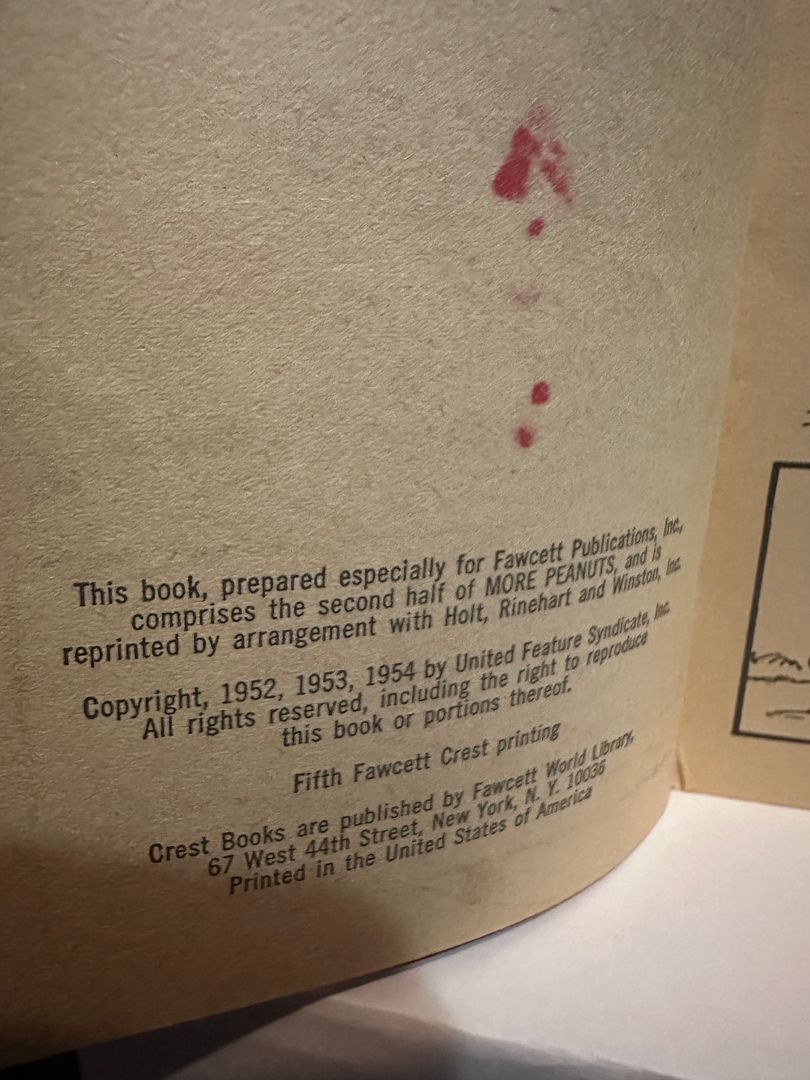 This book, prepared especially for Fawcett Publications, Inc.,
comprises the second half of MORE PEANUTS, and is
reprinted by arrangement with Holt, Rinehart and Winston, Inc.
Copyright, 1952, 1953, 1954 by United Feature Syndicate, Inc.
All rights reserved, including the right to reproduce
this book or portions thereof.
Fifth Fawcett Crest printing
Crest Books are published by Fawcett World Library,
67 West 44th Street, New York, N. Y. 10036
Printed in the United States of America